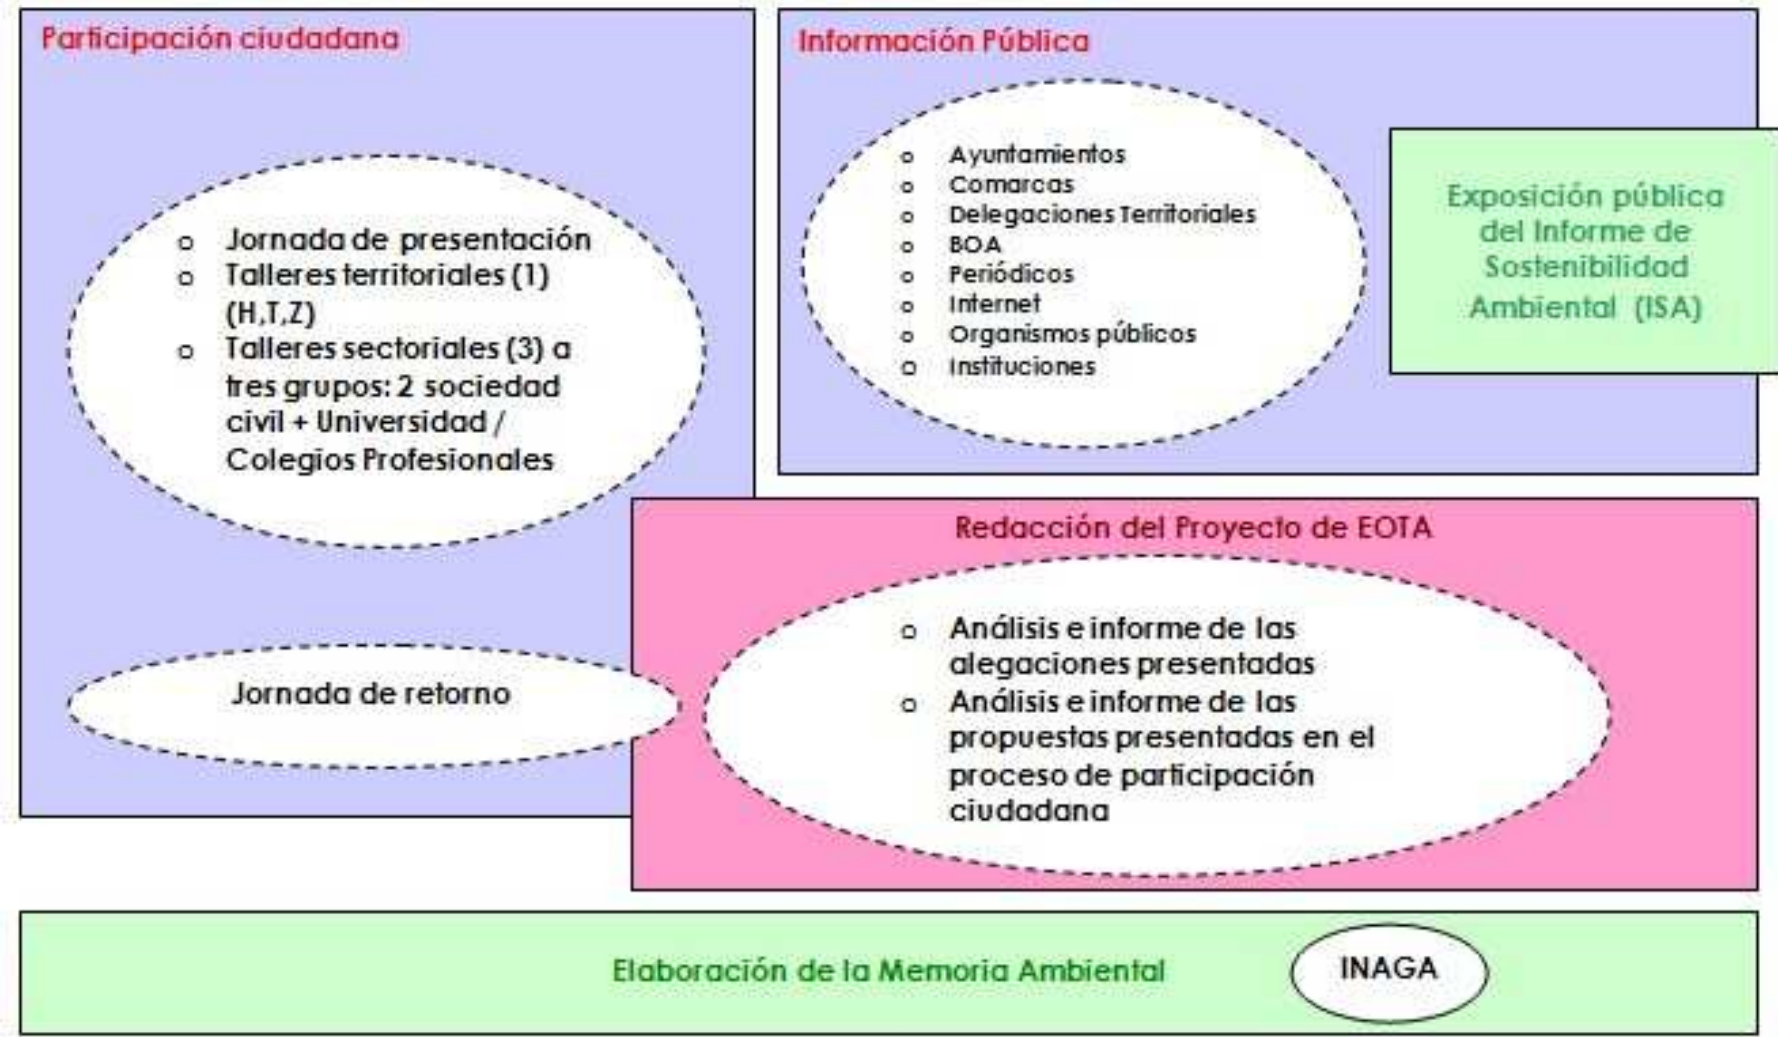 Participación ciudadana
o Jornada de presentación
o Talleres territoriales (1)
(H,T,Z)
o Talleres sectoriales (3) a
tres grupos: 2 sociedad
civil + Universidad /
Colegios Profesionales
Jornada de retorno
Información Pública
o Ayuntamientos
o Comarcas
o Delegaciones Territoriales
o BOA
o Periódicos
o Internet
o Organismos públicos
o Instituciones
Exposición pública
del Informe de
Sostenibilidad
Ambiental (ISA)
Redacción del Proyecto de EOTA
o Análisis e informe de las
alegaciones presentadas
o Análisis e informe de las
propuestas presentadas en el
proceso de participación
ciudadana
Elaboración de la Memoria Ambiental
INAGA